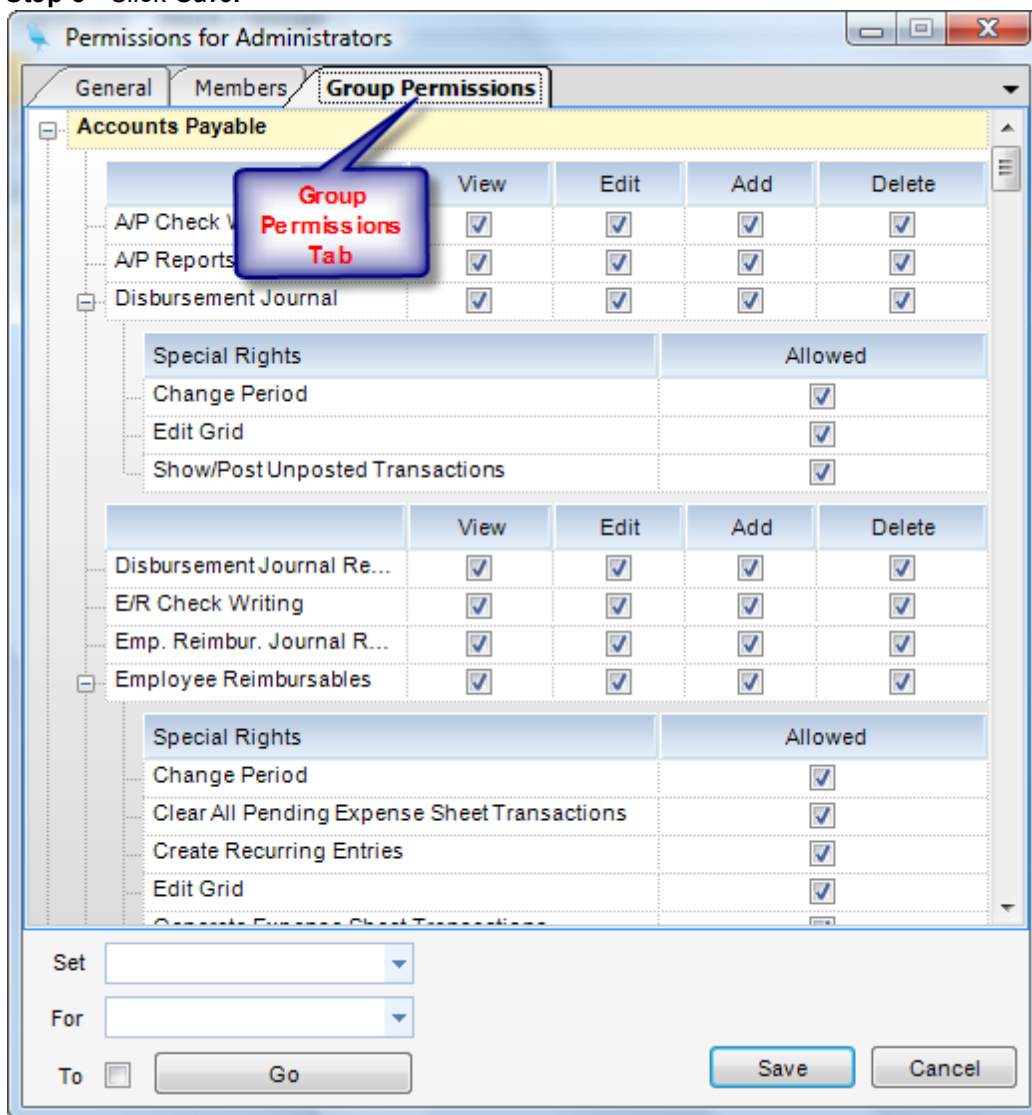 Permissions for Administrators
General Members Group Permissions
Accounts Payable
Group
Permissions
Tab
View Edit Add Delete
A/P Check
A/P Reports
Disbursement Journal
Special Rights Allowed
Change Period
Edit Grid
Show/Post Unposted Transactions
View Edit Add Delete
Disbursement Journal Re...
E/R Check Writing
Emp. Reimbur. Journal R...
Employee Reimbursables
Special Rights Allowed
Change Period
Clear All Pending Expense Sheet Transactions
Create Recurring Entries
Edit Grid
Set
For
To Go Save Cancel